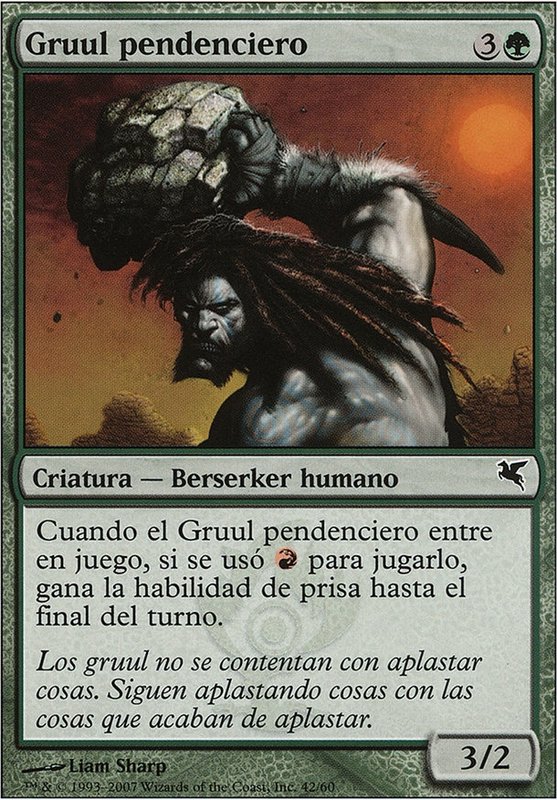 Gruul pendenciero 3
Criatura — Berserker humano
Cuando el Gruul pendenciero entre
en juego, si se usó para jugarlo,
gana la habilidad de prisa hasta el
final del turno.
Los gruul no se contentan con aplastar
cosas. Siguen aplastando cosas con las
cosas que acaban de aplastar.
3/2
Liam Sharp
™ & © 1993-2007 Wizards of the Coast, Inc. 42/60